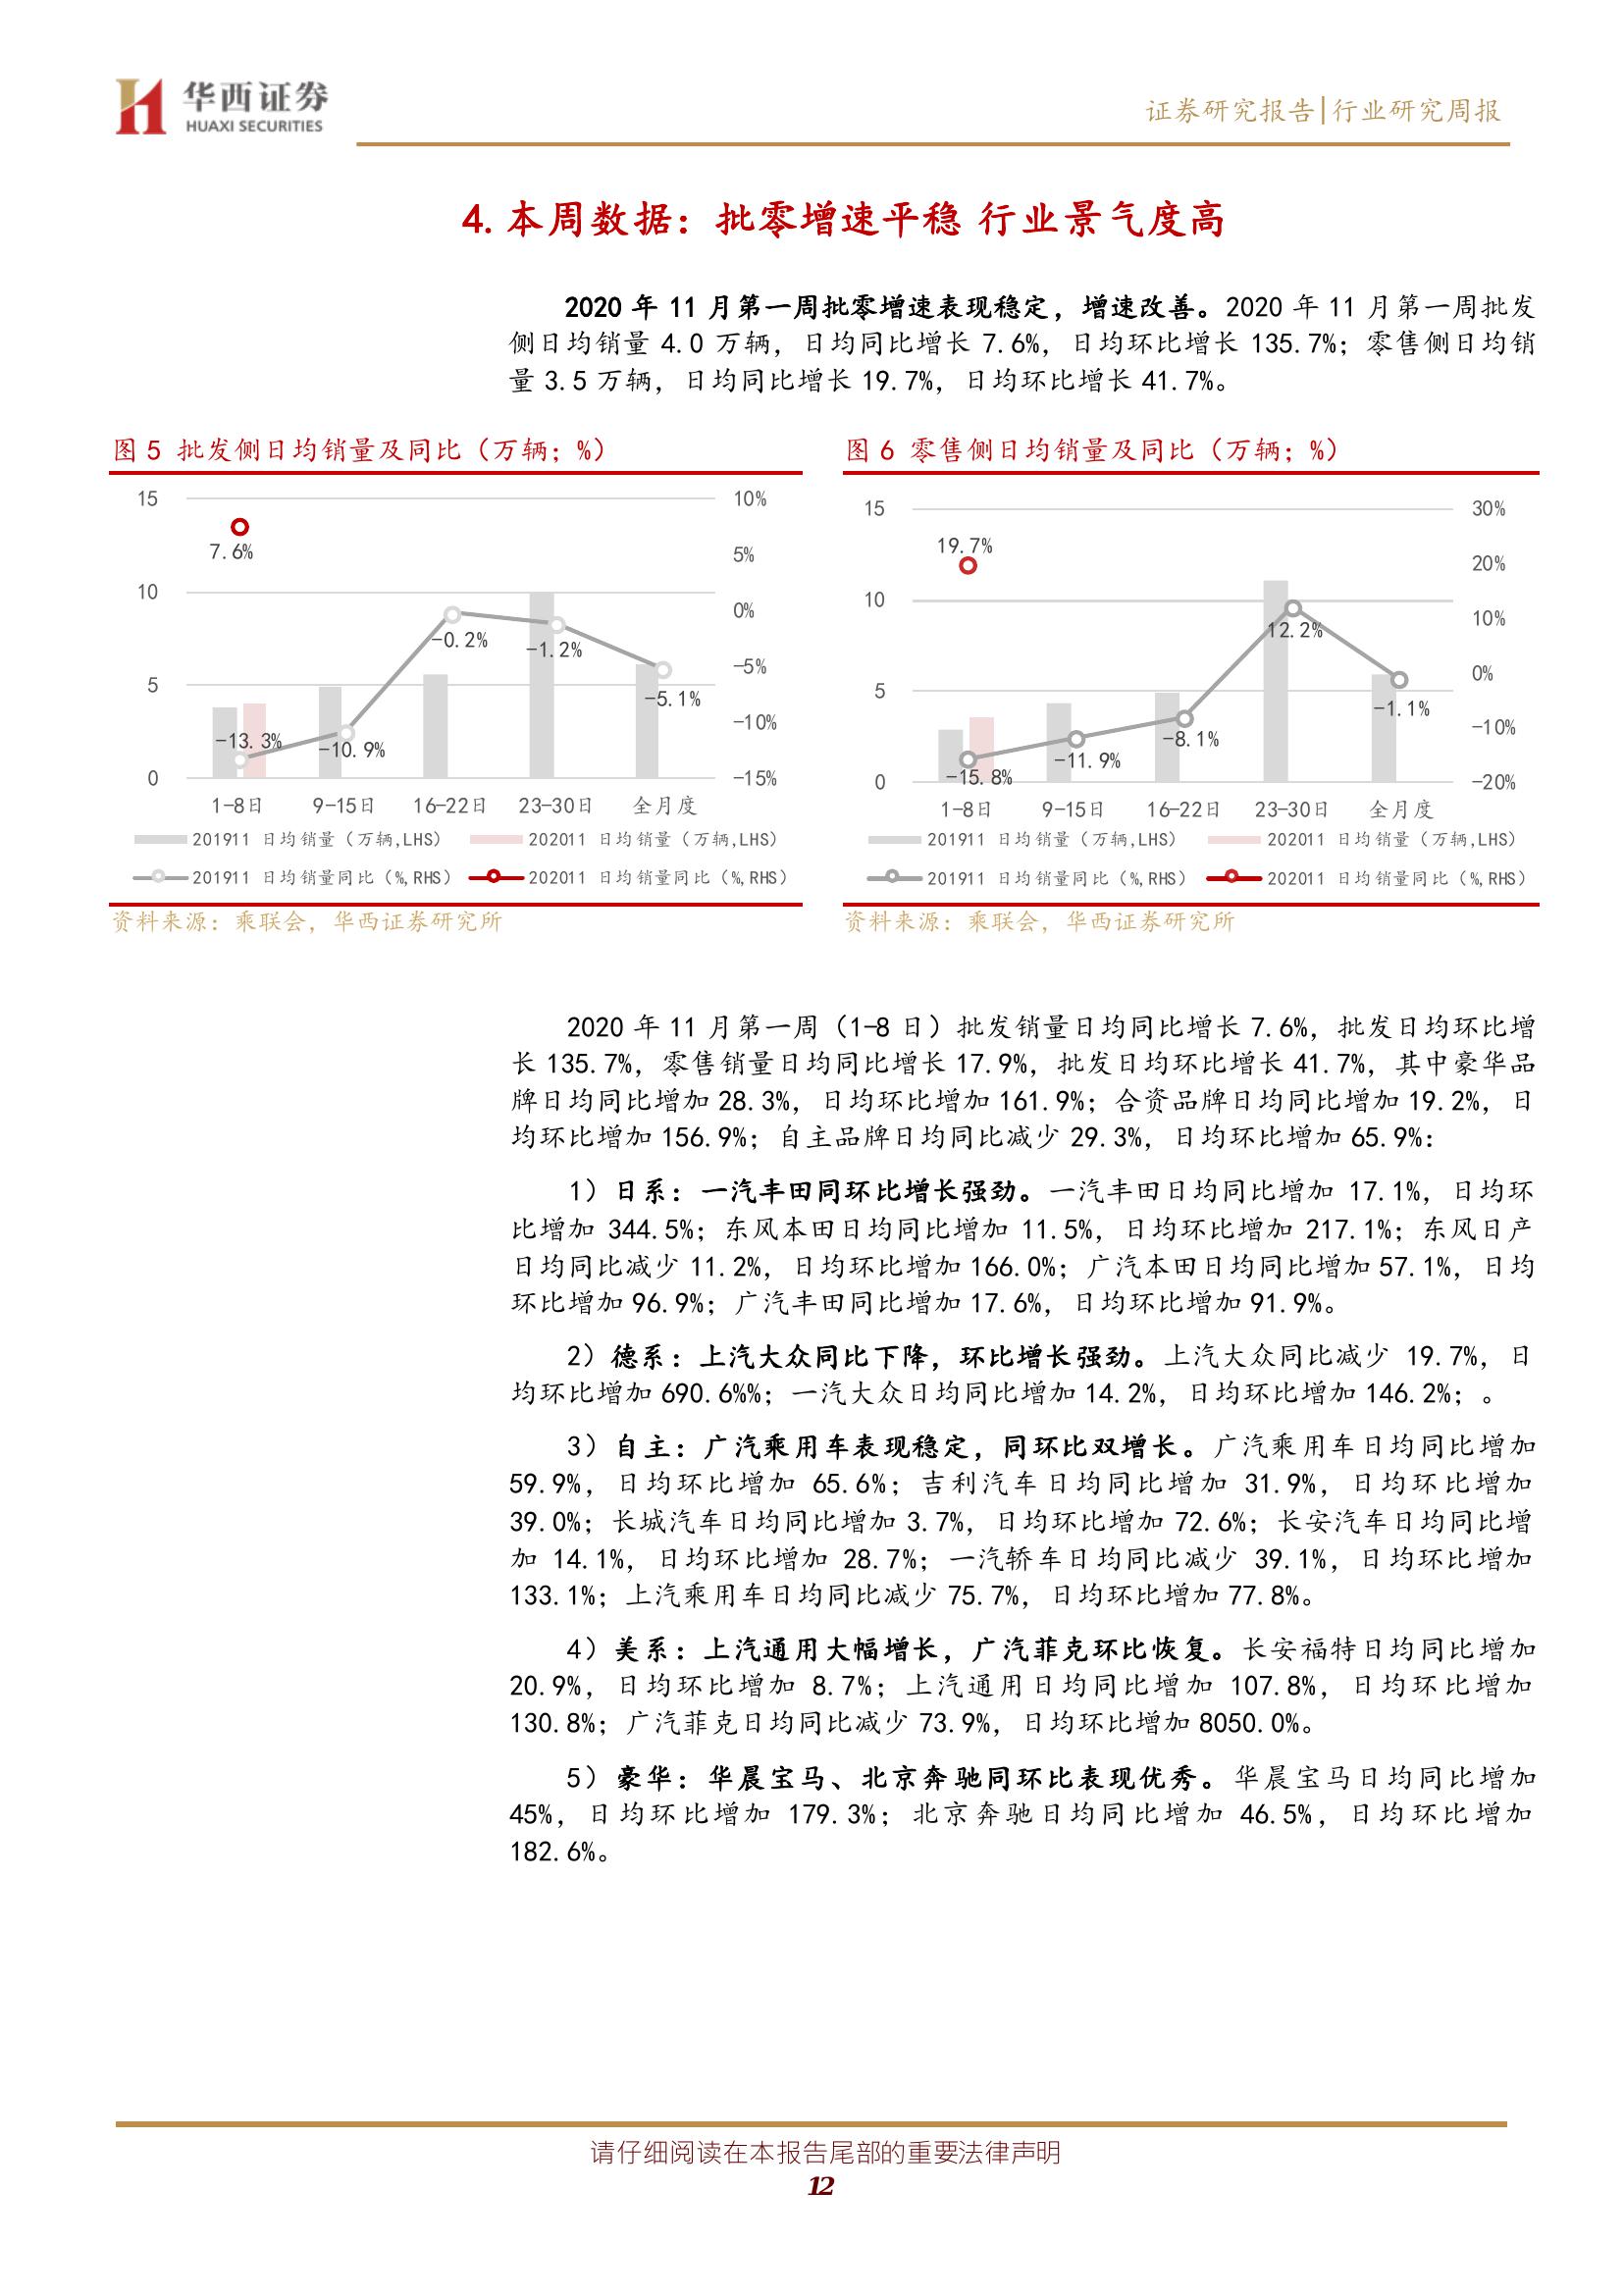 华西证券
HUAXI SECURITIES
证券研究报告|行业研究周报
4. 本周数据：批零增速平稳 行业景气度高
2020 年 11 月第一周批零增速表现稳定，增速改善。2020 年 11 月第一周批发
侧日均销量 4.0 万辆，日均同比增长 7.6%，日均环比增长 135.7%；零售侧日均销
量 3.5 万辆，日均同比增长 19.7%，日均环比增长 41.7%。
图 5 批发侧日均销量及同比（万辆；%）
15
10
5
0
10%
5%
0%
-5%
-10%
-15%
7.6%
-13.3%
-10.9%
-0.2%
-1.2%
-5.1%
1-8日 9-15日 16-22日 23-30日 全月度
201911 日均销量（万辆,LHS） 202011 日均销量（万辆,LHS）
201911 日均销量同比（%,RHS） 202011 日均销量同比（%,RHS）
资料来源：乘联会，华西证券研究所
图 6 零售侧日均销量及同比（万辆；%）
15
10
5
0
30%
20%
10%
0%
-10%
-20%
19.7%
-15.8%
-11.9%
-8.1%
12.2%
-1.1%
1-8日 9-15日 16-22日 23-30日 全月度
201911 日均销量（万辆,LHS） 202011 日均销量（万辆,LHS）
201911 日均销量同比（%,RHS） 202011 日均销量同比（%,RHS）
资料来源：乘联会，华西证券研究所
2020 年 11 月第一周（1-8 日）批发销量日均同比增长 7.6%，批发日均环比增
长 135.7%，零售销量日均同比增长 17.9%，批发日均环比增长 41.7%，其中豪华品
牌日均同比增加 28.3%，日均环比增加 161.9%；合资品牌日均同比增加 19.2%，日
均环比增加 156.9%；自主品牌日均同比减少 29.3%，日均环比增加 65.9%：
1）日系：一汽丰田同环比增长强劲。一汽丰田日均同比增加 17.1%，日均环
比增加 344.5%；东风本田日均同比增加 11.5%，日均环比增加 217.1%；东风日产
日均同比减少 11.2%，日均环比增加 166.0%；广汽本田日均同比增加 57.1%，日均
环比增加 96.9%；广汽丰田同比增加 17.6%，日均环比增加 91.9%。
2）德系：上汽大众同比下降，环比增长强劲。上汽大众同比减少 19.7%，日
均环比增加 690.6%%；一汽大众日均同比增加 14.2%，日均环比增加 146.2%；。
3）自主：广汽乘用车表现稳定，同环比双增长。广汽乘用车日均同比增加
59.9%，日均环比增加 65.6%；吉利汽车日均同比增加 31.9%，日均环比增加
39.0%；长城汽车日均同比增加 3.7%，日均环比增加 72.6%；长安汽车日均同比增
加 14.1%，日均环比增加 28.7%；一汽轿车日均同比减少 39.1%，日均环比增加
133.1%；上汽乘用车日均同比减少 75.7%，日均环比增加 77.8%。
4）美系：上汽通用大幅增长，广汽菲克环比恢复。长安福特日均同比增加
20.9%，日均环比增加 8.7%；上汽通用日均同比增加 107.8%，日均环比增加
130.8%；广汽菲克日均同比减少 73.9%，日均环比增加 8050.0%。
5）豪华：华晨宝马、北京奔驰同环比表现优秀。华晨宝马日均同比增加
45%，日均环比增加 179.3%；北京奔驰日均同比增加 46.5%，日均环比增加
182.6%。
请仔细阅读在本报告尾部的重要法律声明
12